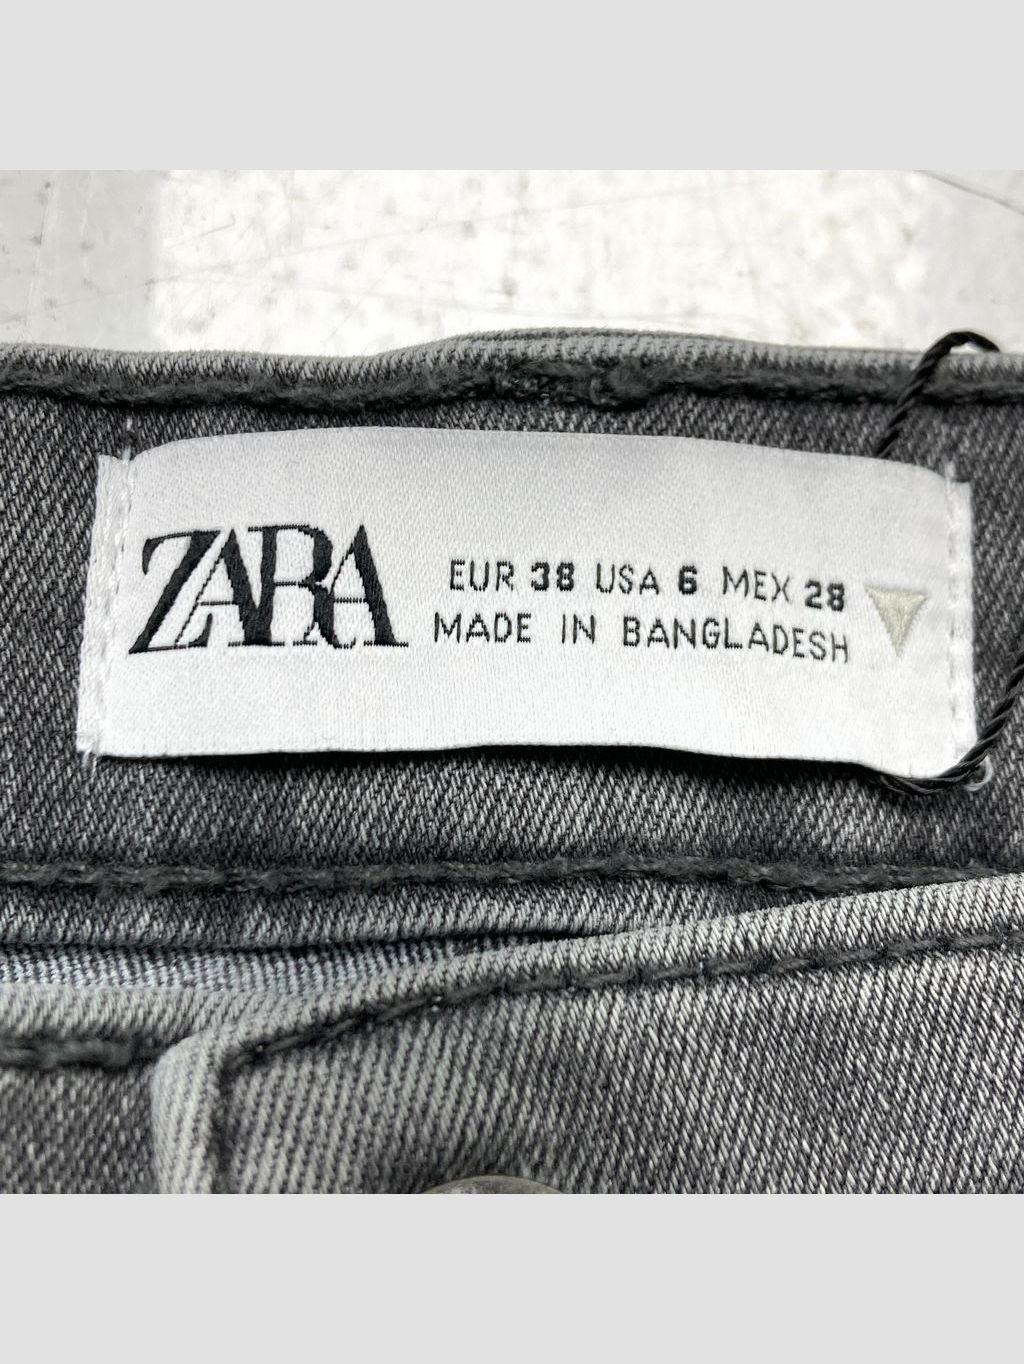 ZARA
EUR 38 USA 6 MEX 28
MADE IN BANGLADESH